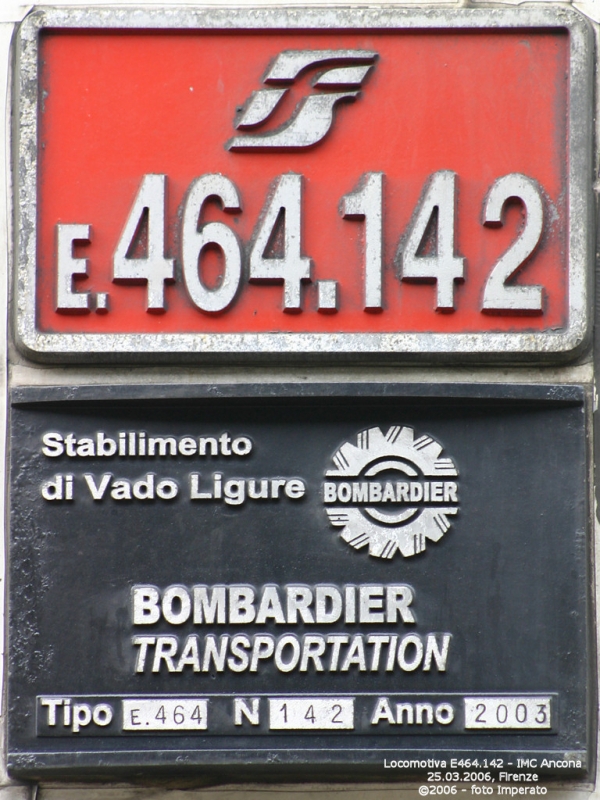 E.464.142
Stabilimento
di Vado Ligure
BOMBARDIER
BOMBARDIER
TRANSPORTATION
Tipo E.464 N 142 Anno 2003
Locomotiva E464.142 - IMC Ancona
25.03.2006, Firenze
©2006 - foto Imperato